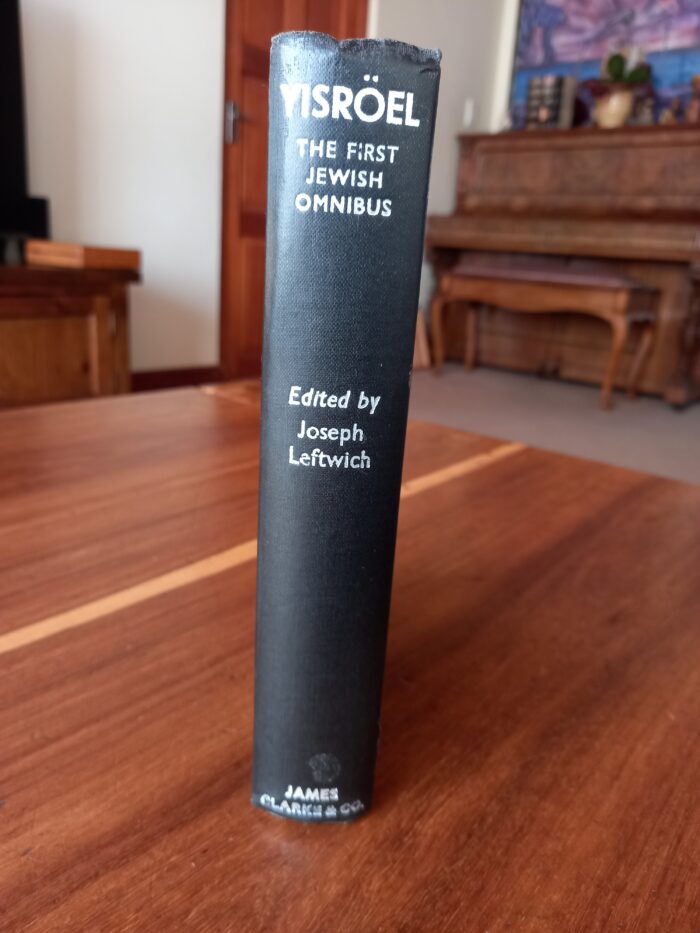 YISRÖEL
THE FIRST
JEWISH
OMNIBUS
Edited by
Joseph
Leftwich
JAMES
CLARKE & CO.